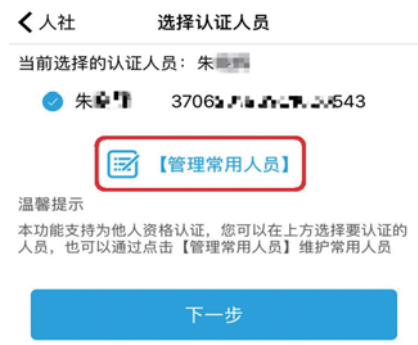 人社
选择认证人员
当前选择的认证人员：朱
朱 3706 543
【管理常用人员】
温馨提示
本功能支持为他人资格认证，您可以在上方选择要认证的
人员，也可以通过点击【管理常用人员】维护常用人员
下一步